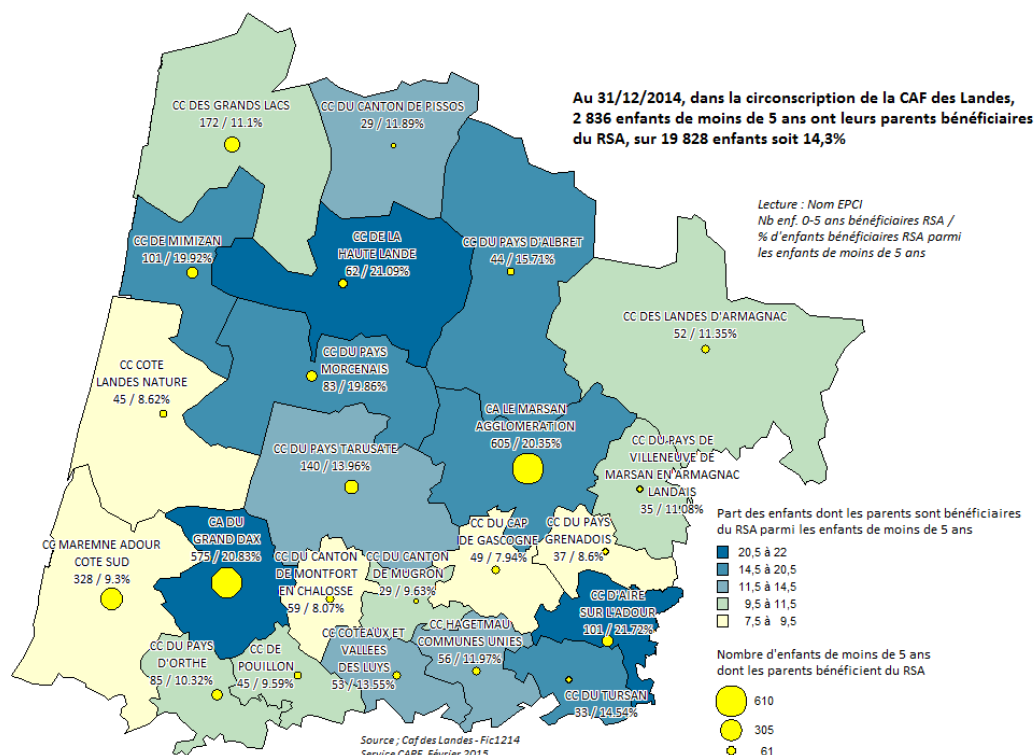 CC DES GRANDS LACS
172 / 11.1%
CC DU CANTON DE PISSOS
29 / 11.89%
Au 31/12/2014, dans la circonscription de la CAF des Landes,
2 836 enfants de moins de 5 ans ont leurs parents bénéficiaires
du RSA, sur 19 828 enfants soit 14,3%
Lecture : Nom EPCI
Nb enf. 0-5 ans bénéficiaires RSA /
% d'enfants bénéficiaires RSA parmi
les enfants de moins de 5 ans
CC DE MIMIZAN
101 / 19.92%
CC DE LA
HAUTE LANDE
62 / 21.09%
CC DU PAYS D'ALBRET
44 / 15.71%
CC DES LANDES D'ARMAGNAC
52 / 11.35%
CC COTE
LANDES NATURE
45 / 8.62%
CC DU PAYS
MORCENAIS
83 / 19.86%
CA LE MARSAN
AGGLOMERATION
605 / 20.35%
CC DU PAYS TARUSATE
140 / 13.96%
CC DU PAYS DE
VILLENEUVE DE
MARSAN EN ARMAGNAC
LANDAIS
35 / 11.08%
CC MAREMNE ADOUR
COTE SUD
328 / 9.3%
CA DU
GRAND DAX
575 / 20.83%
CC DU CANTON
DE MONTFORT
EN CHALOSSE
59 / 8.07%
CC DU CANTON
DE MUGRON
29 / 9.63%
CC DU CAP
DE GASCOGNE
49 / 7.94%
CC DU PAYS
GRENADOIS
37 / 8.6%
CC D'AIRE
SUR L'ADOUR
101 / 21.72%
CC DU PAYS
D'ORTHE
85 / 10.32%
CC DE
POUILLON
45 / 9.59%
CC COTEAUX ET
VALLEES
DES LUYS
53 / 13.55%
CC HAGETMAU
COMMUNES UNIES
56 / 11.97%
CC DU TURSAN
33 / 14.54%
Part des enfants dont les parents sont bénéficiaires
du RSA parmi les enfants de moins de 5 ans
20,5 à 22
14,5 à 20,5
11,5 à 14,5
9,5 à 11,5
7,5 à 9,5
Nombre d'enfants de moins de 5 ans
dont les parents bénéficient du RSA
610
305
61
Source ; Caf des Landes - Fic1214
Service CAPF, Février 2015